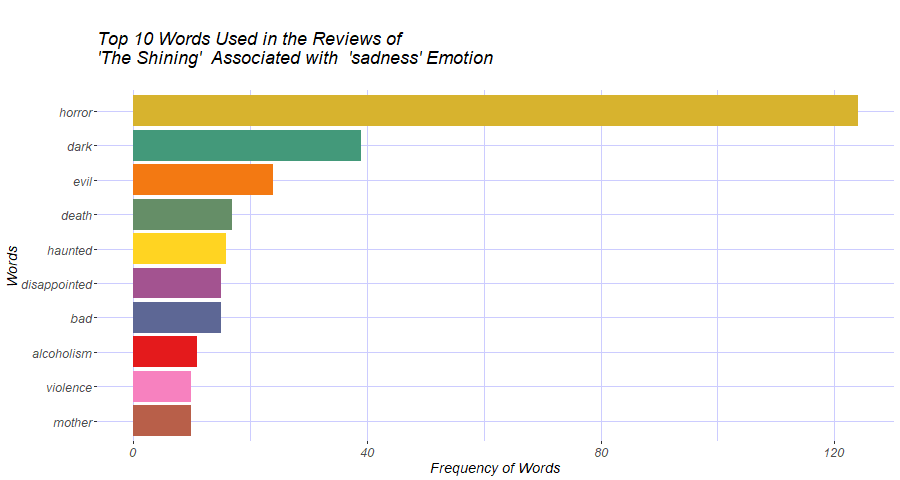 Top 10 Words Used in the Reviews of
'The Shining'  Associated with  'sadness' Emotion
Words
horror
dark
evil
death
haunted
disappointed
bad
alcoholism
violence
mother
0 40 80 120
Frequency of Words